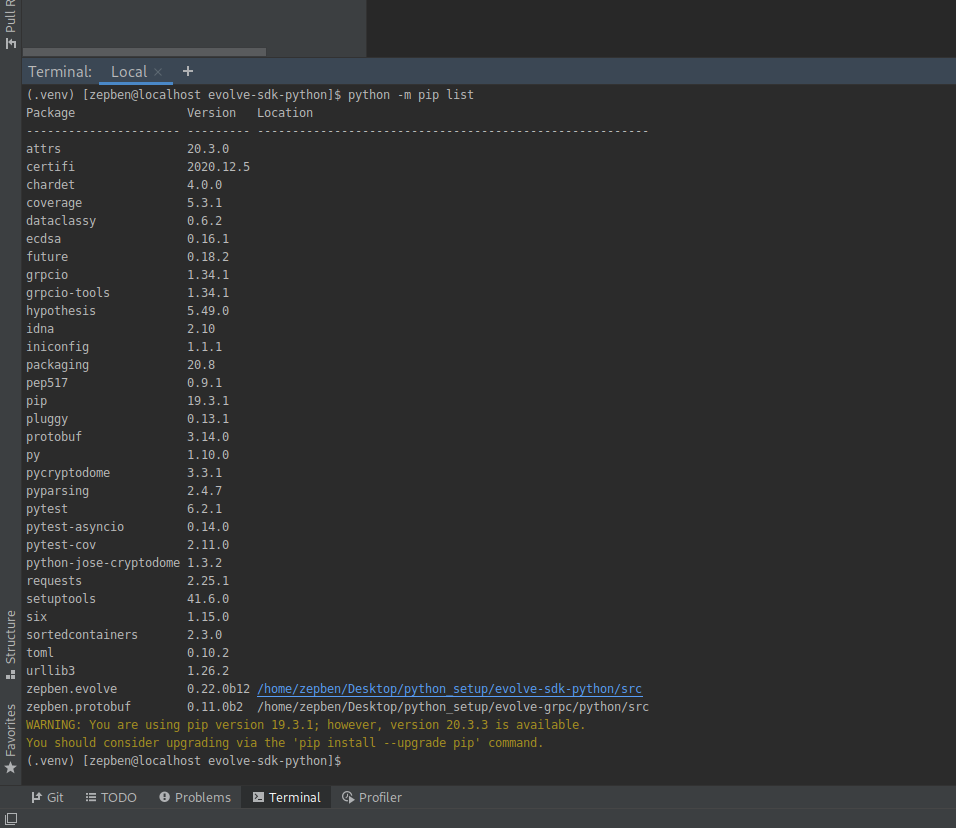 Pull R
Terminal: Local × +
(.venv) [zepben@localhost evolve-sdk-python]$ python -m pip list
Package Version Location
---------------------- --------- --------------------------------------------------------
attrs 20.3.0
certifi 2020.12.5
chardet 4.0.0
coverage 5.3.1
dataclassy 0.6.2
ecdsa 0.16.1
future 0.18.2
grpcio 1.34.1
grpcio-tools 1.34.1
hypothesis 5.49.0
idna 2.10
iniconfig 1.1.1
packaging 20.8
pep517 0.9.1
pip 19.3.1
pluggy 0.13.1
protobuf 3.14.0
py 1.10.0
pycryptodome 3.3.1
pyparsing 2.4.7
pytest 6.2.1
pytest-asyncio 0.14.0
pytest-cov 2.11.0
python-jose-cryptodome 1.3.2
requests 2.25.1
setuptools 41.6.0
six 1.15.0
sortedcontainers 2.3.0
toml 0.10.2
urllib3 1.26.2
zepben.evolve 0.22.0b12 /home/zepben/Desktop/python_setup/evolve-sdk-python/src
zepben.protobuf 0.11.0b2 /home/zepben/Desktop/python_setup/evolve-grpc/python/src
WARNING: You are using pip version 19.3.1; however, version 20.3.3 is available.
You should consider upgrading via the 'pip install --upgrade pip' command.
(.venv) [zepben@localhost evolve-sdk-python]$
Structure
Favorites
Git TODO Problems Terminal Profiler